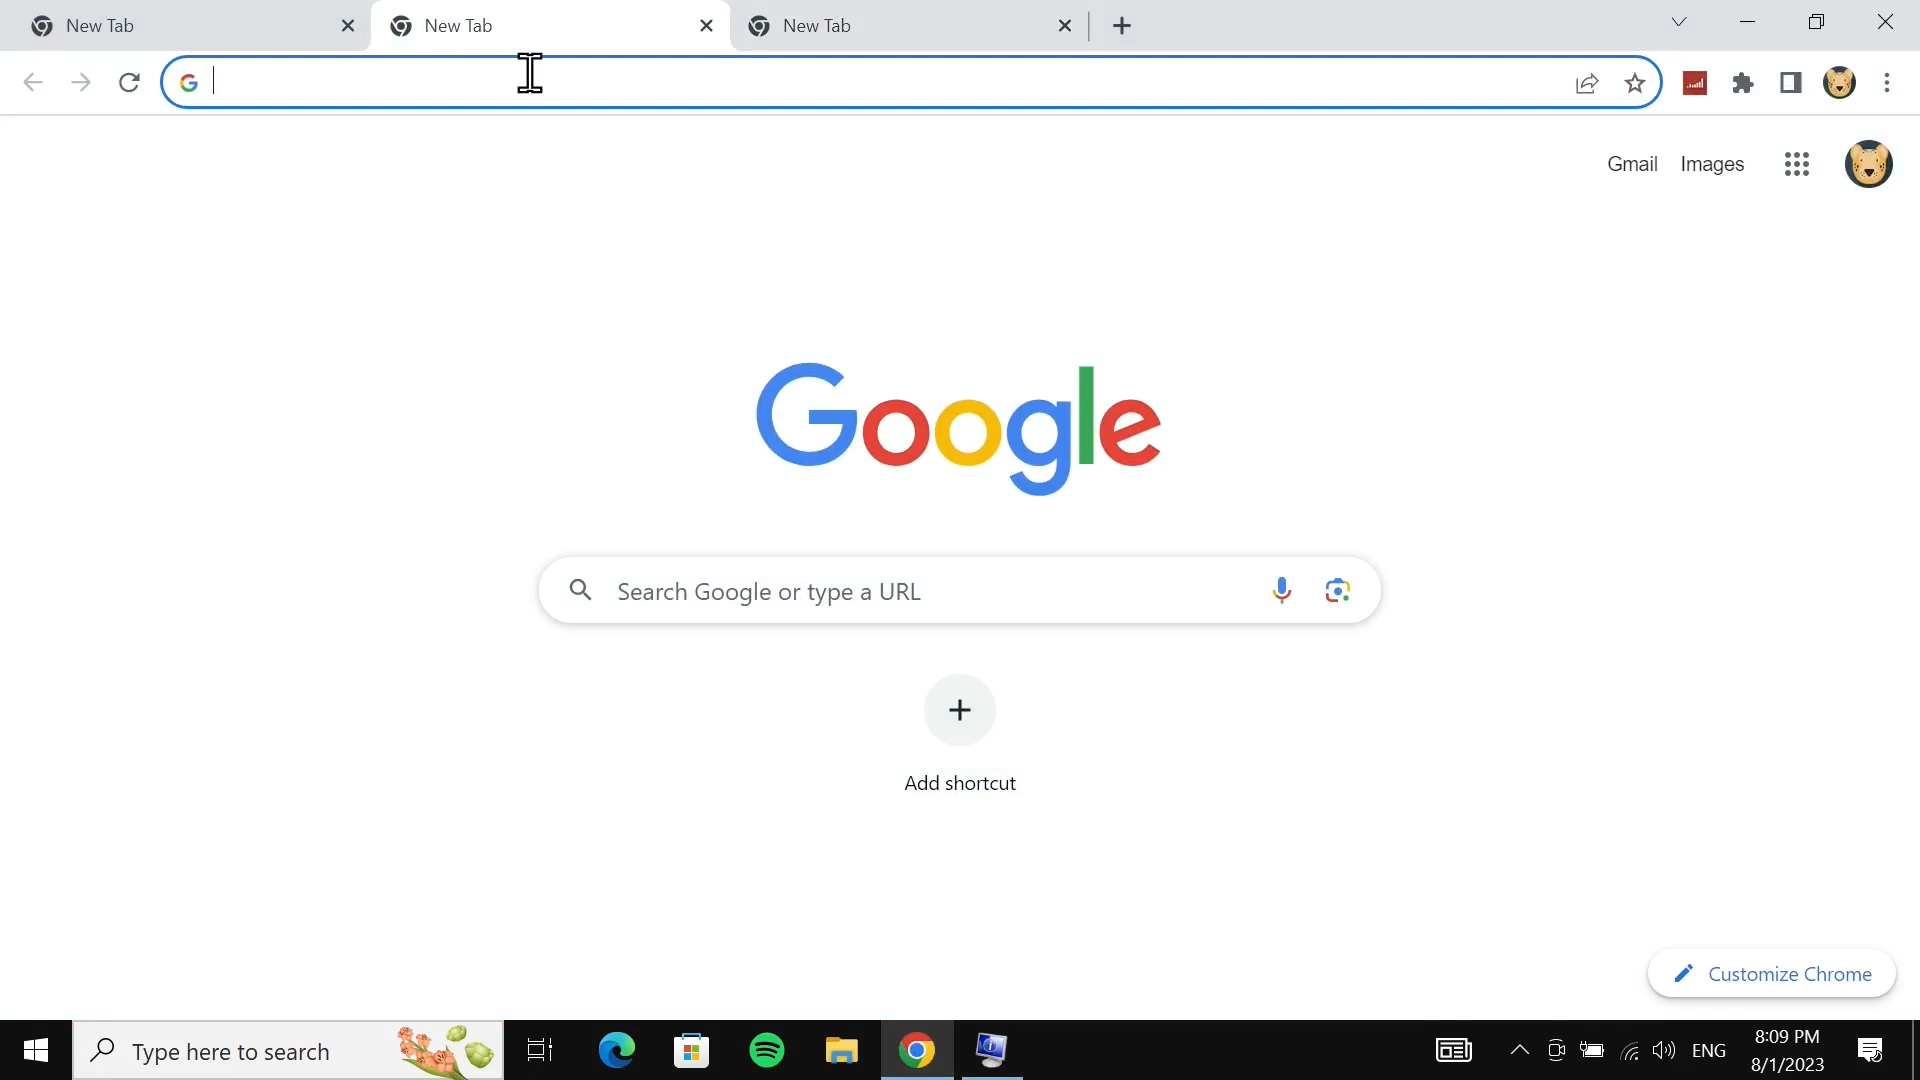 New Tab
New Tab
New Tab
Gmail Images
Google
Search Google or type a URL
Add shortcut
Customize Chrome
Type here to search
ENG
8:09 PM
8/1/2023